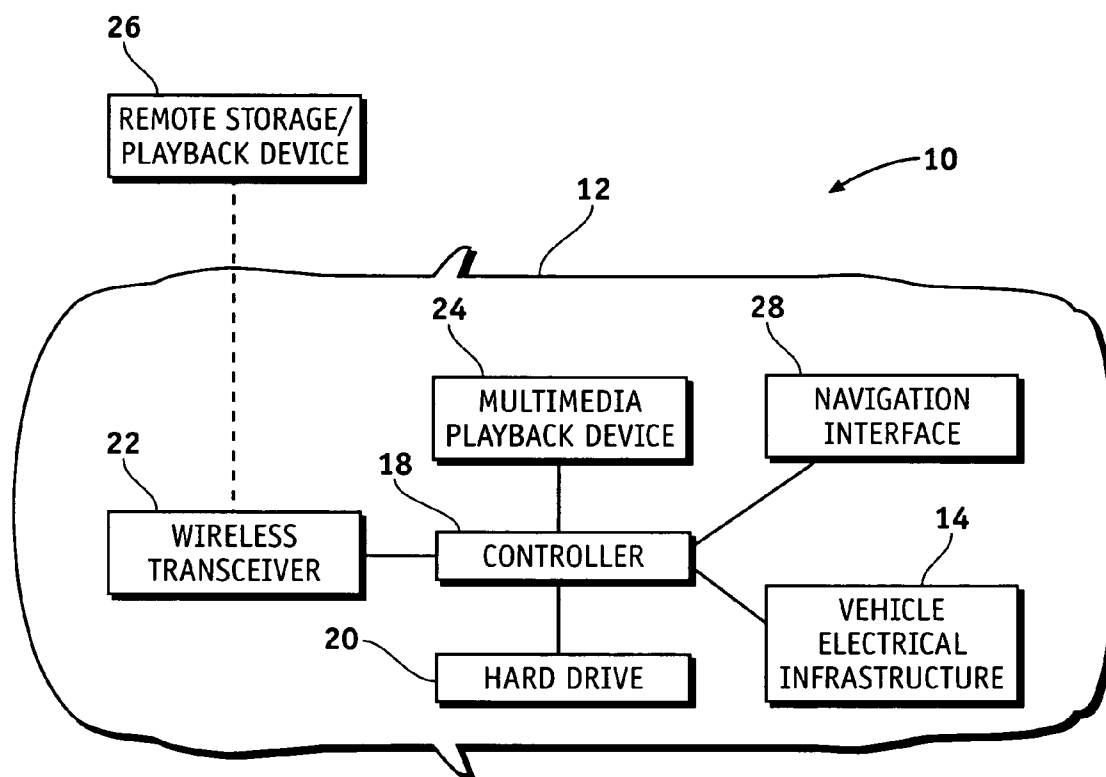 26
REMOTE STORAGE/
PLAYBACK DEVICE
10
12
24
MULTIMEDIA
PLAYBACK DEVICE
28
NAVIGATION
INTERFACE
22
WIRELESS
TRANSCEIVER
18
CONTROLLER
14
VEHICLE
ELECTRICAL
INFRASTRUCTURE
20
HARD DRIVE